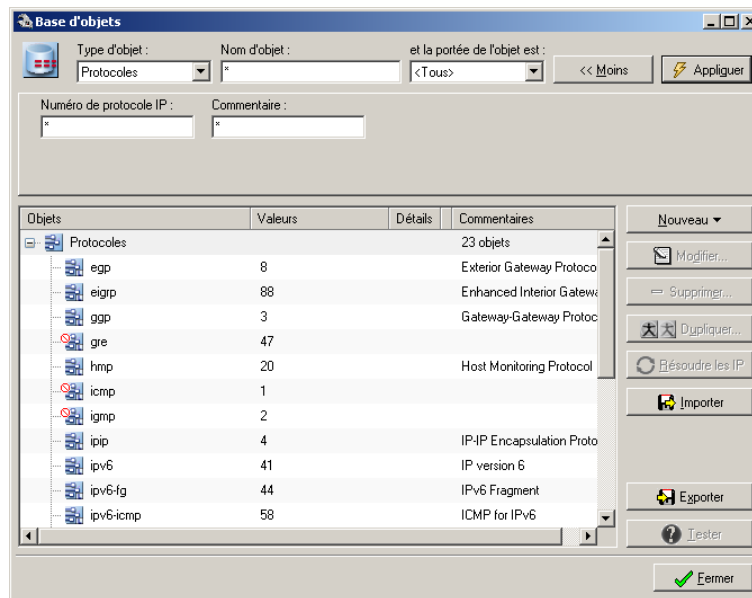 Base d'objets
Type d'objet : Nom d'objet : et la portée de l'objet est :
Protocoles * <Tous> << Moins Appliquer
Numéro de protocole IP : Commentaire :
* *
Objets Valeurs Détails Commentaires
Protocoles 23 objets
egp 8 Exterior Gateway Protoco
eigrp 88 Enhanced Interior Gatewa
ggp 3 Gateway-Gateway Protoc
gre 47
hmp 20 Host Monitoring Protocol
icmp 1
igmp 2
ipip 4 IP-IP Encapsulation Proto
ipv6 41 IP version 6
ipv6-fg 44 IPv6 Fragment
ipv6-icmp 58 ICMP for IPv6
Nouveau
Modifier...
Supprimer...
Dupliquer...
Résoudre les IP
Importer
Exporter
Tester
Fermer